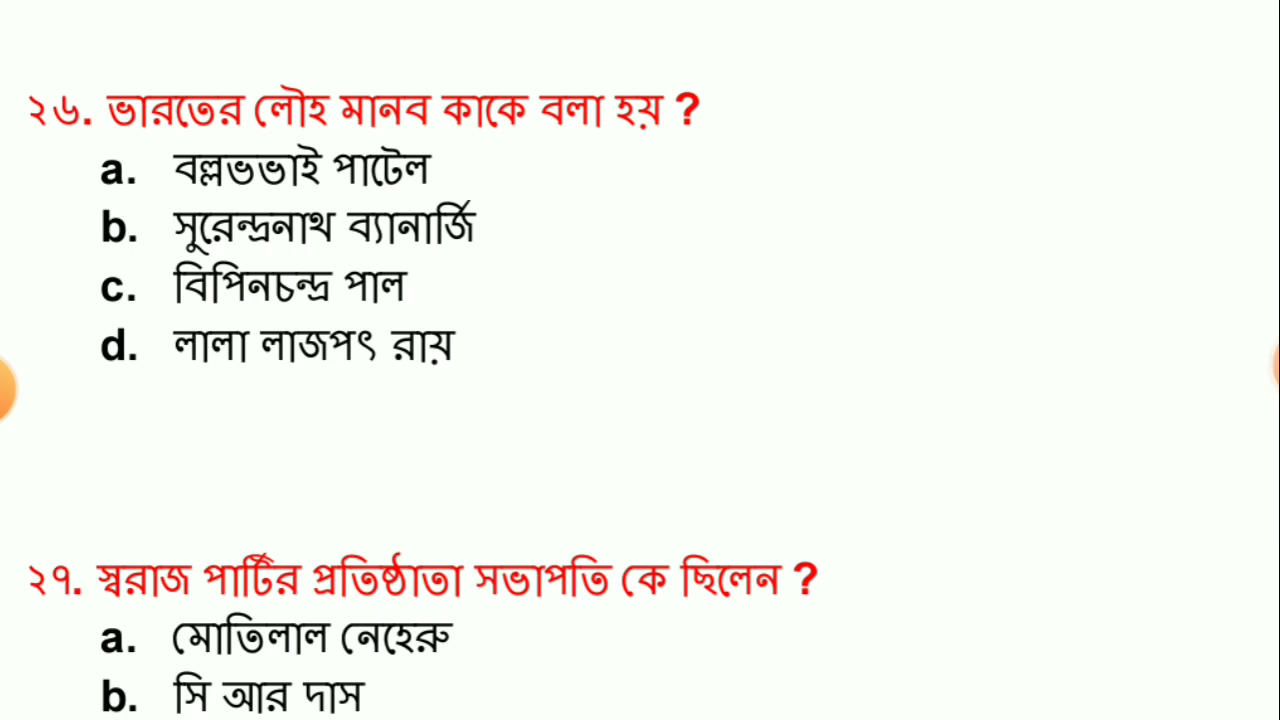 ২৬. ভারতের লৌহ মানব কাকে বলা হয় ?
a. বল্লভভাই পাটেল
b. সুরেন্দ্রনাথ ব্যানার্জি
c. বিপিনচন্দ্র পাল
d. লালা লাজপৎ রায়
২৭. স্বরাজ পার্টির প্রতিষ্ঠাতা সভাপতি কে ছিলেন ?
a. মোতিলাল নেহেরু
b. সি আর দাস